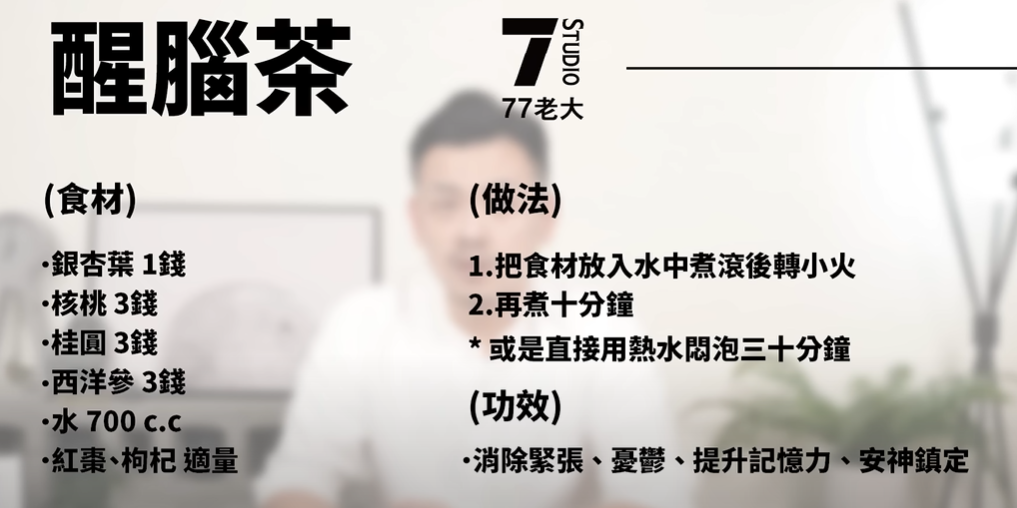 醒腦茶
7 STUDIO
77老大
(食材)
·銀杏葉 1錢
·核桃 3錢
·桂圓 3錢
·西洋參 3錢
·水 700 c.c
·紅棗、枸杞 適量
(做法)
1.把食材放入水中煮滾後轉小火
2.再煮十分鐘
* 或是直接用熱水悶泡三十分鐘
(功效)
·消除緊張、憂鬱、提升記憶力、安神鎮定